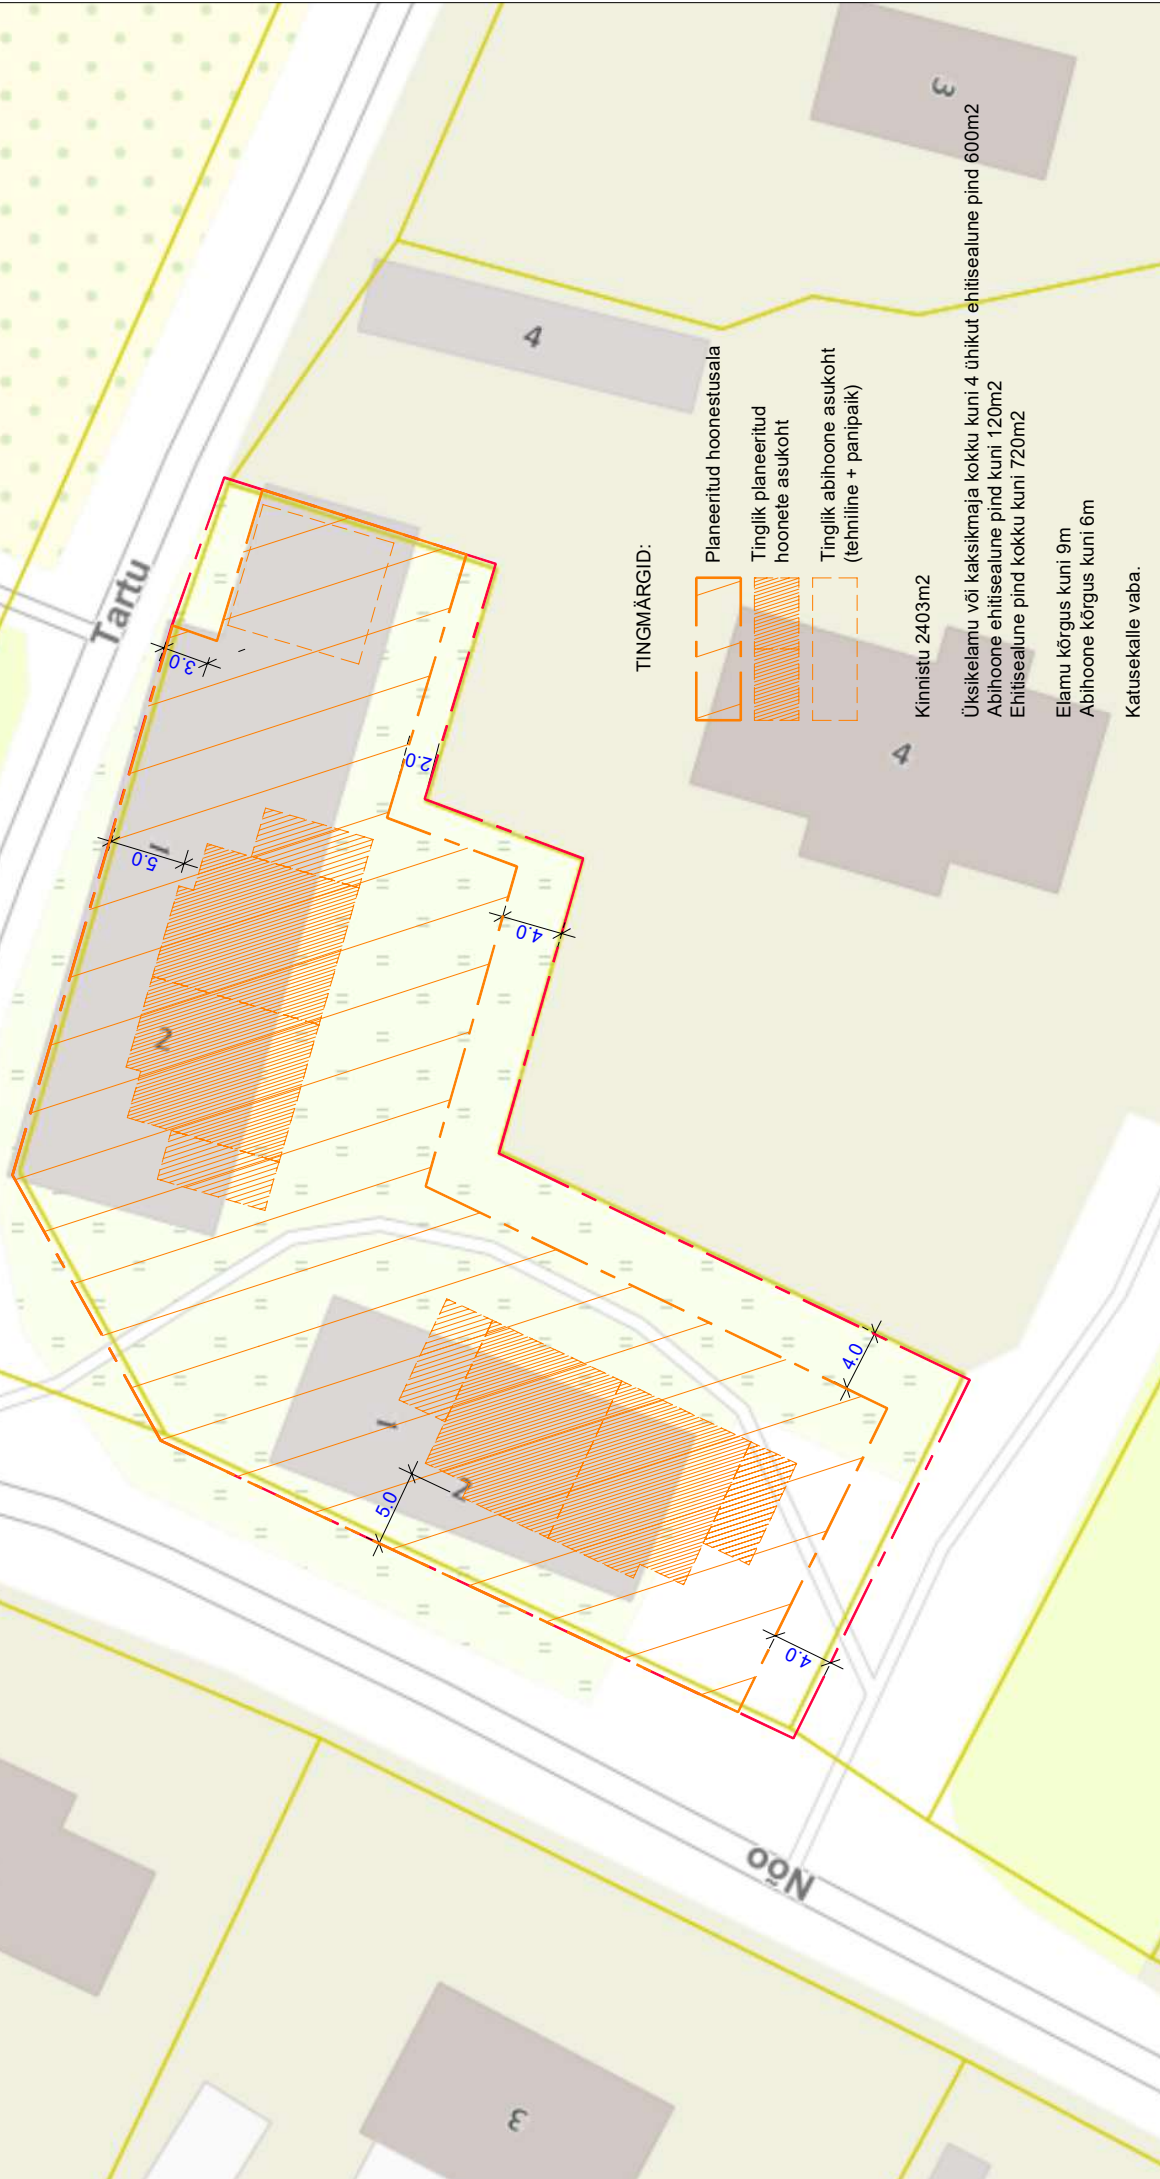 TINGMÄRGID:
Planeeritud hoonestusala
Tinglik planeeritud
hoonete asukoht
Tinglik abihoone asukoht
(tehniline + panipaik)
Kinnistu 2403m2
Üksikelamu või kaksikmaja kokku kuni 4 ühikut ehitisealune pind 600m2
Abihoone ehitisealune pind kuni 120m2
Ehitisealune pind kokku kuni 720m2
Elamu kõrgus kuni 9m
Abihoone kõrgus kuni 6m
Katusekalle vaba.
Tartu
Nõo
3
4
4
3
1
2
1
2
3.0
5.0
2.0
4.0
4.0
5.0
4.0